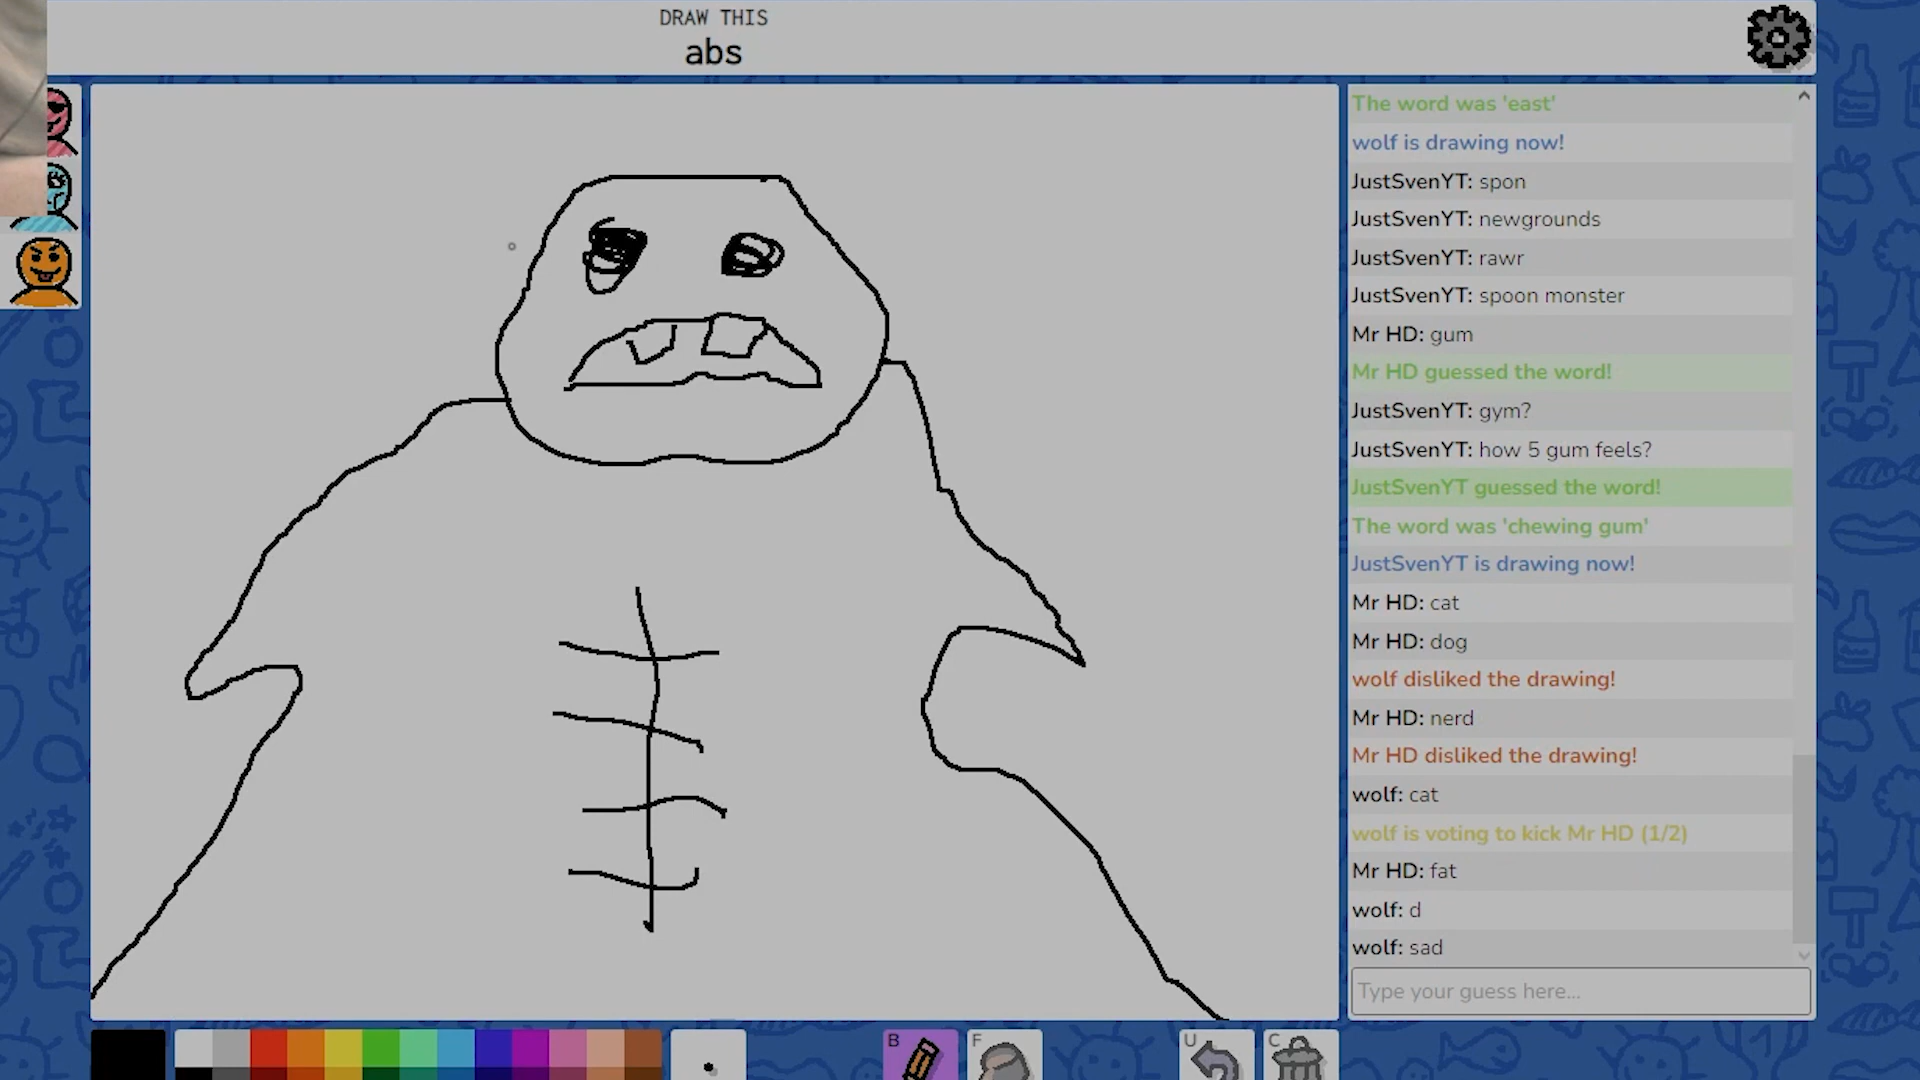 DRAW THIS
abs
The word was 'east'
wolf is drawing now!
JustSvenYT: spon
JustSvenYT: newgrounds
JustSvenYT: rawr
JustSvenYT: spoon monster
Mr HD: gum
Mr HD guessed the word!
JustSvenYT: gym?
JustSvenYT: how 5 gum feels?
JustSvenYT guessed the word!
The word was 'chewing gum'
JustSvenYT is drawing now!
Mr HD: cat
Mr HD: dog
wolf disliked the drawing!
Mr HD: nerd
Mr HD disliked the drawing!
wolf: cat
wolf is voting to kick Mr HD (1/2)
Mr HD: fat
wolf: d
wolf: sad
Type your guess here...
B
F
U
C